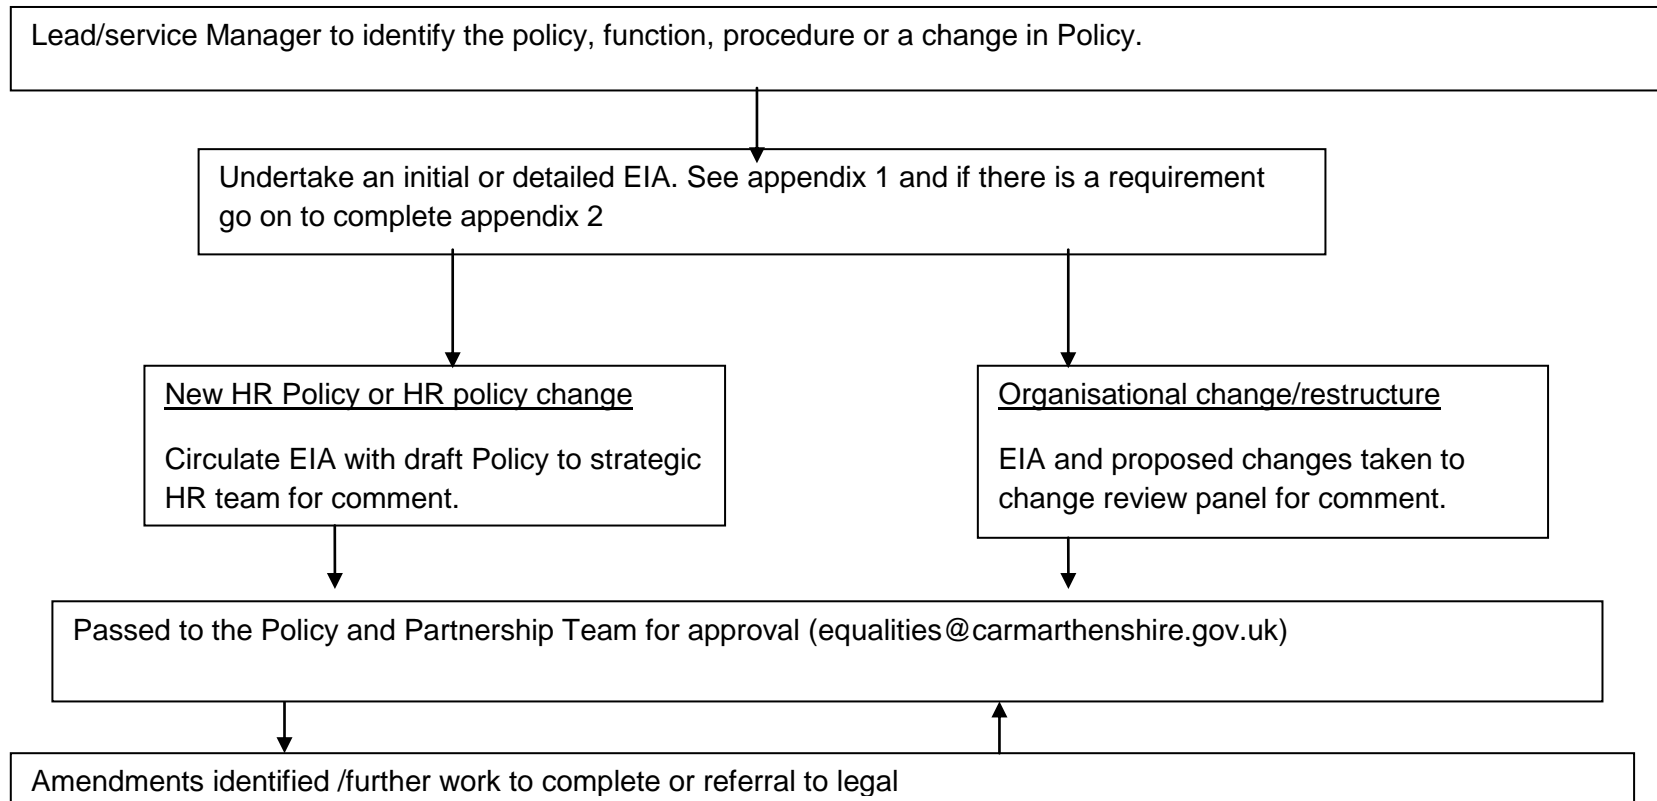 Lead/service Manager to identify the policy, function, procedure or a change in Policy.
Undertake an initial or detailed EIA. See appendix 1 and if there is a requirement
go on to complete appendix 2
New HR Policy or HR policy change
Circulate EIA with draft Policy to strategic
HR team for comment.
Organisational change/restructure
EIA and proposed changes taken to
change review panel for comment.
Passed to the Policy and Partnership Team for approval (equalities@carmarthenshire.gov.uk)
Amendments identified /further work to complete or referral to legal